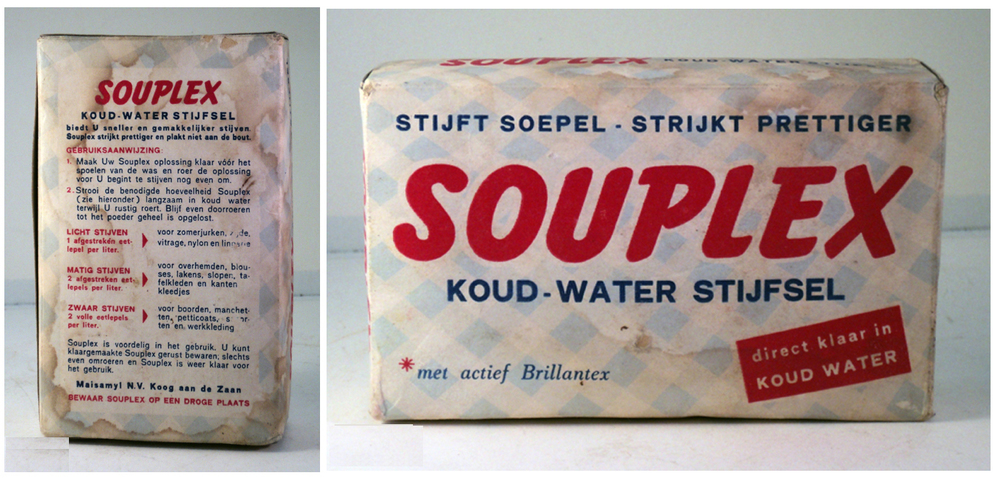 SOUPLEX
KOUD-WATER STIJFSEL
biedt U sneller en gemakkelijker stijven.
Souplex strijkt prettiger en plakt niet aan de bout.
GEBRUIKSAANWIJZING:
1. Maak Uw Souplex oplossing klaar vóór het
spoelen van de was en roer de oplossing
voor U begint te stijven nog even om.
2. Strooi de benodigde hoeveelheid Souplex
(zie hieronder) langzaam in koud water
terwijl U rustig roert. Blijf even doorroeren
tot het poeder geheel is opgelost.
LICHT STIJVEN
1 afgestreken eet-
lepel per liter.
voor zomerjurken,
vitrage, nylon en
MATIG STIJVEN
2 afgestreken eet-
lepels per liter.
voor overhemden, blou-
ses, lakens, slopen, ta-
felkleden en kanten
kleedjes
ZWAAR STIJVEN
2 volle eetlepels
per liter.
voor boorden, manchet-
ten, petticoats,
en werkkleding
Souplex is voordelig in het gebruik. U kunt
klaargemaakte Souplex gerust bewaren; slechts
even omroeren en Souplex is weer klaar voor
het gebruik.
Maisamyl N.V. Koog aan de Zaan
BEWAAR SOUPLEX OP EEN DROGE PLAATS
SOUPLEX KOUD-WATER
STIJFT SOEPEL - STRIJKT PRETTIGER
SOUPLEX
KOUD-WATER STIJFSEL
*met actief Brillantex
direct klaar in
KOUD WATER